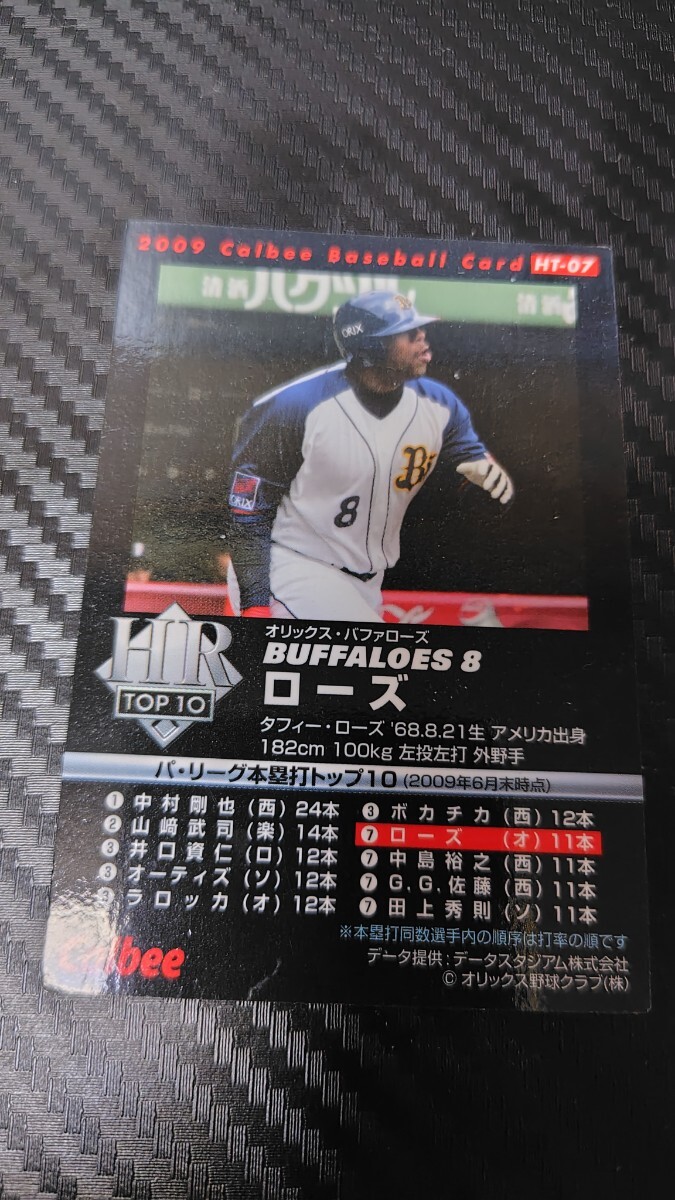 2009 Calbee Baseball Card HT-07
清酒 ハクツル 清酒
B
ORIX
Bs
8
ORIX
HR
TOP 10
オリックス・バファローズ
BUFFALOES 8
ローズ
タフィー・ローズ '68.8.21生 アメリカ出身
182cm 100kg 左投左打 外野手
パ・リーグ本塁打トップ10 (2009年6月末時点)
① 中村剛也 (西) 24本
② 山﨑武司 (楽) 14本
③ 井口資仁 (ロ) 12本
③ オーティズ (ソ) 12本
③ ラロッカ (オ) 12本
③ ボカチカ (西) 12本
⑦ ローズ (オ) 11本
⑦ 中島裕之 (西) 11本
⑦ G.G.佐藤 (西) 11本
⑦ 田上秀則 (ソ) 11本
※本塁打同数選手内の順序は打率の順です
Calbee
データ提供:データスタジアム株式会社
© オリックス野球クラブ(株)